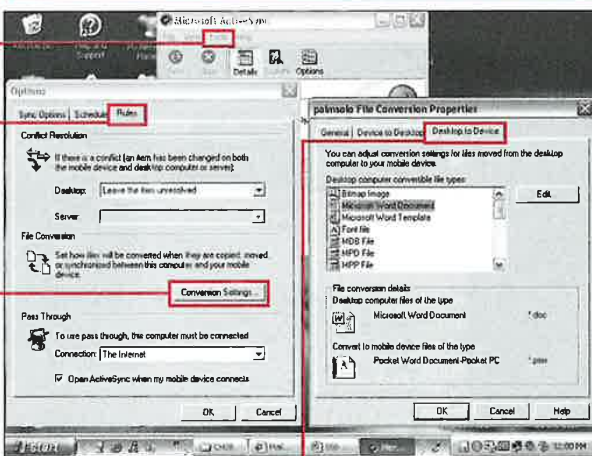 Support
Microsoft ActiveSync
Tools
Details
Options
Options
Sync Options
Schedule
Rules
Conflict Resolution
If there is a conflict (an item has been changed on both
the mobile device and desktop computer or server):
Desktop:
Leave the item unresolved
Server:
File Conversion
Set how files will be converted when they are copied, moved,
or synchronized between this computer and your mobile
device.
Conversion Settings...
Pass Through
To use pass through, this computer must be connected
Connection:
The Internet
Open ActiveSync when my mobile device connects
OK
Cancel
palmsolo File Conversion Properties
General
Device to Desktop
Desktop to Device
You can adjust conversion settings for files moved from the desktop
computer to your mobile device.
Desktop computer convertible file types:
Bitmap Image
Microsoft Word Document
Microsoft Word Template
Font file
MDB File
MPD File
MPP File
Edit
File conversion details
Desktop computer files of the type
Microsoft Word Document
*.doc
Convert to mobile device files of the type
Pocket Word Document-Pocket PC
OK
Cancel
Help
start
12:00 PM